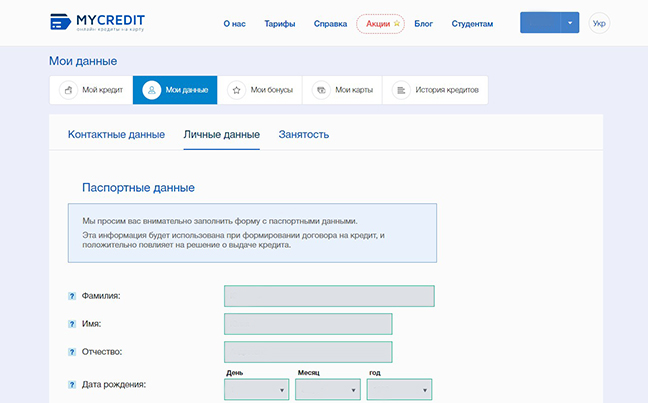 MYCREDIT
онлайн кредиты на карту
О нас Тарифы Справка Акции Блог Студентам Укр
Мои данные
Мой кредит Мои данные Мои бонусы Мои карты История кредитов
Контактные данные Личные данные Занятость
Паспортные данные
Мы просим вас внимательно заполнить форму с паспортными данными.
Эта информация будет использована при формировании договора на кредит, и
положительно повлияет на решение о выдаче кредита.
? Фамилия:
? Имя:
? Отчество:
День Месяц год
? Дата рождения: